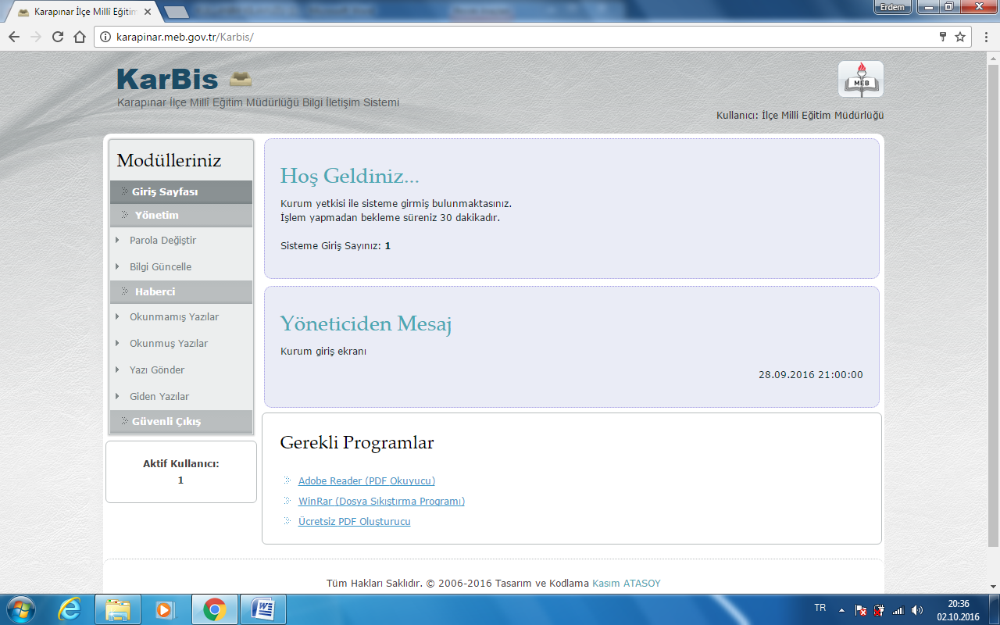 Karapınar İlçe Millî Eğitim
Erdem
karapinar.meb.gov.tr/Karbis/
KarBis
Karapınar İlçe Millî Eğitim Müdürlüğü Bilgi İletişim Sistemi
MEB
Kullanıcı: İlçe Milli Eğitim Müdürlüğü
Modülleriniz
Giriş Sayfası
Yönetim
Parola Değiştir
Bilgi Güncelle
Haberci
Okunmamış Yazılar
Okunmuş Yazılar
Yazı Gönder
Giden Yazılar
Güvenli Çıkış
Aktif Kullanıcı:
1
Hoş Geldiniz...
Kurum yetkisi ile sisteme girmiş bulunmaktasınız.
İşlem yapmadan bekleme süreniz 30 dakikadır.
Sisteme Giriş Sayınız: 1
Yöneticiden Mesaj
Kurum giriş ekranı
28.09.2016 21:00:00
Gerekli Programlar
Adobe Reader (PDF Okuyucu)
WinRar (Dosya Sıkıştırma Programı)
Ücretsiz PDF Oluşturucu
Tüm Hakları Saklıdır. © 2006-2016 Tasarım ve Kodlama Kasım ATASOY
TR
20:36
02.10.2016